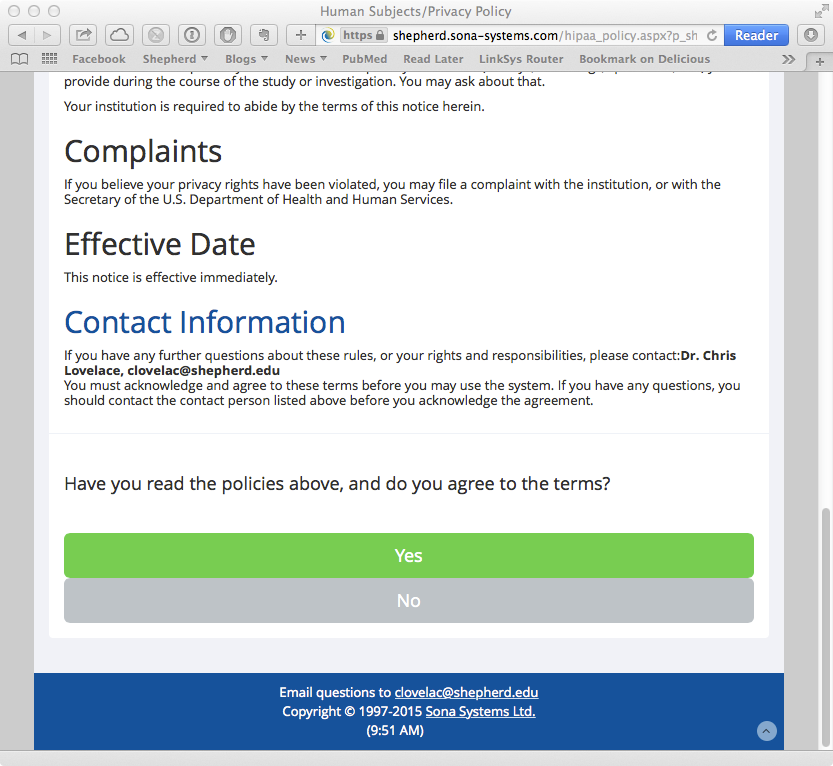 Human Subjects/Privacy Policy
https shepherd.sona-systems.com/hipaa_policy.aspx?p_sh Reader
Facebook Shepherd Blogs News PubMed Read Later LinkSys Router Bookmark on Delicious
provide during the course of the study or investigation. You may ask about that.
Your institution is required to abide by the terms of this notice herein.
Complaints
If you believe your privacy rights have been violated, you may file a complaint with the institution, or with the
Secretary of the U.S. Department of Health and Human Services.
Effective Date
This notice is effective immediately.
Contact Information
If you have any further questions about these rules, or your rights and responsibilities, please contact:Dr. Chris
Lovelace, clovelac@shepherd.edu
You must acknowledge and agree to these terms before you may use the system. If you have any questions, you
should contact the contact person listed above before you acknowledge the agreement.
Have you read the policies above, and do you agree to the terms?
Yes
No
Email questions to clovelac@shepherd.edu
Copyright © 1997-2015 Sona Systems Ltd.
(9:51 AM)